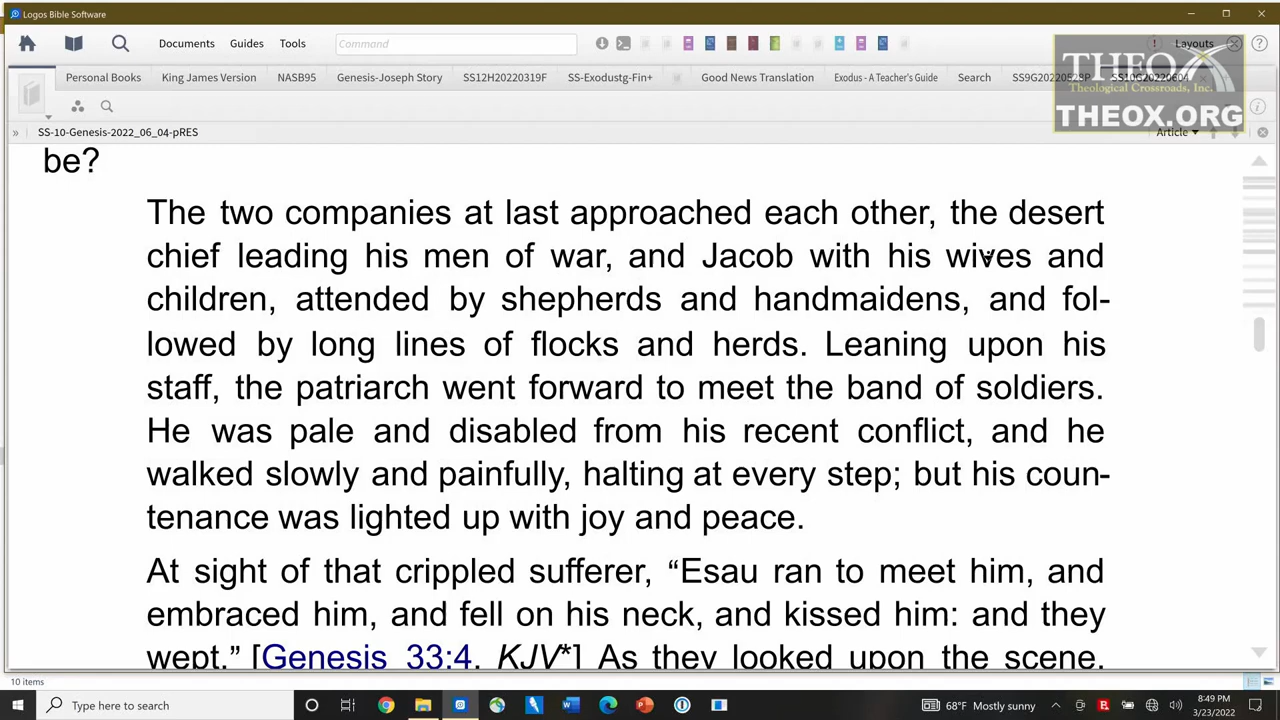 Logos Bible Software
Documents Guides Tools Command Layouts
THEOX
Theological Crossroads, Inc.
THEOX.ORG
Personal Books King James Version NASB95 Genesis-Joseph SS12H20220319F SS-Exodustg-Fin+ Good News Translation Exodus - A Teacher's Guide Search
SS-10-Genesis-2022_06_04-pRES Article
be?
The two companies at last approached each other, the desert
chief leading his men of war, and Jacob with his wives and
children, attended by shepherds and handmaidens, and fol-
lowed by long lines of flocks and herds. Leaning upon his
staff, the patriarch went forward to meet the band of soldiers.
He was pale and disabled from his recent conflict, and he
walked slowly and painfully, halting at every step; but his coun-
tenance was lighted up with joy and peace.
At sight of that crippled sufferer, “Esau ran to meet him, and
embraced him, and fell on his neck, and kissed him: and they
wept.” [Genesis 33:4, KJV*] As they looked upon the scene,
10 items
Type here to search 68°F Mostly sunny 8:49 PM
3/23/2022